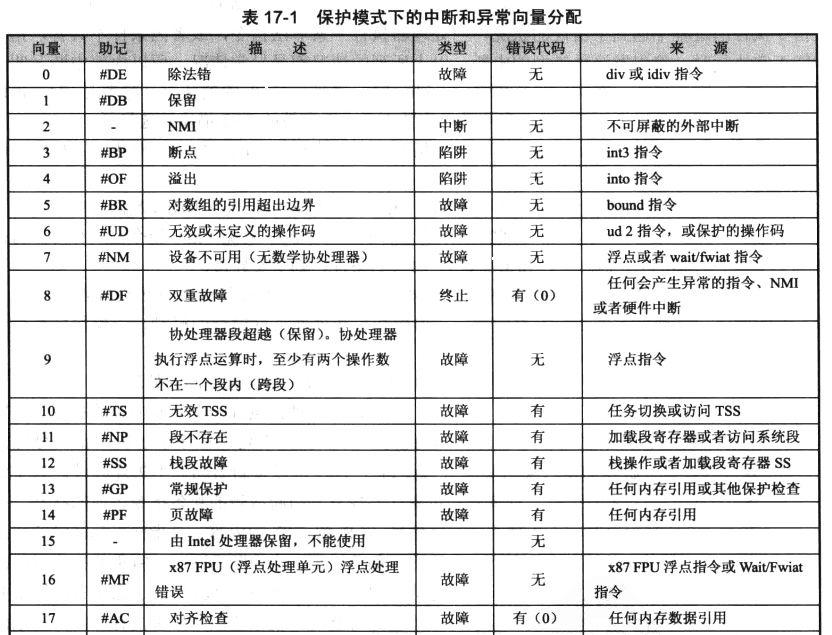 表 17-1 保护模式下的中断和异常向量分配
向量 助记 描 述 类型 错误代码 来 源
0 #DE 除法错 故障 无 div 或 idiv 指令
1 #DB 保留
2 - NMI 中断 无 不可屏蔽的外部中断
3 #BP 断点 陷阱 无 int3 指令
4 #OF 溢出 陷阱 无 into 指令
5 #BR 对数组的引用超出边界 故障 无 bound 指令
6 #UD 无效或未定义的操作码 故障 无 ud 2 指令，或保护的操作码
7 #NM 设备不可用（无数学协处理器） 故障 无 浮点或者 wait/fwiat 指令
8 #DF 双重故障 终止 有（0） 任何会产生异常的指令、NMI
或者硬件中断
协处理器段超越（保留）。协处理器
9 执行浮点运算时，至少有两个操作数 故障 无 浮点指令
不在一个段内（跨段）
10 #TS 无效 TSS 故障 有 任务切换或访问 TSS
11 #NP 段不存在 故障 有 加载段寄存器或者访问系统段
12 #SS 栈段故障 故障 有 栈操作或者加载段寄存器 SS
13 #GP 常规保护 故障 有 任何内存引用或其他保护检查
14 #PF 页故障 故障 有 任何内存引用
15 - 由 Intel 处理器保留，不能使用 无
16 #MF x87 FPU（浮点处理单元）浮点处理 故障 无 x87 FPU 浮点指令或 Wait/Fwiat
错误 指令
17 #AC 对齐检查 故障 有（0） 任何内存数据引用